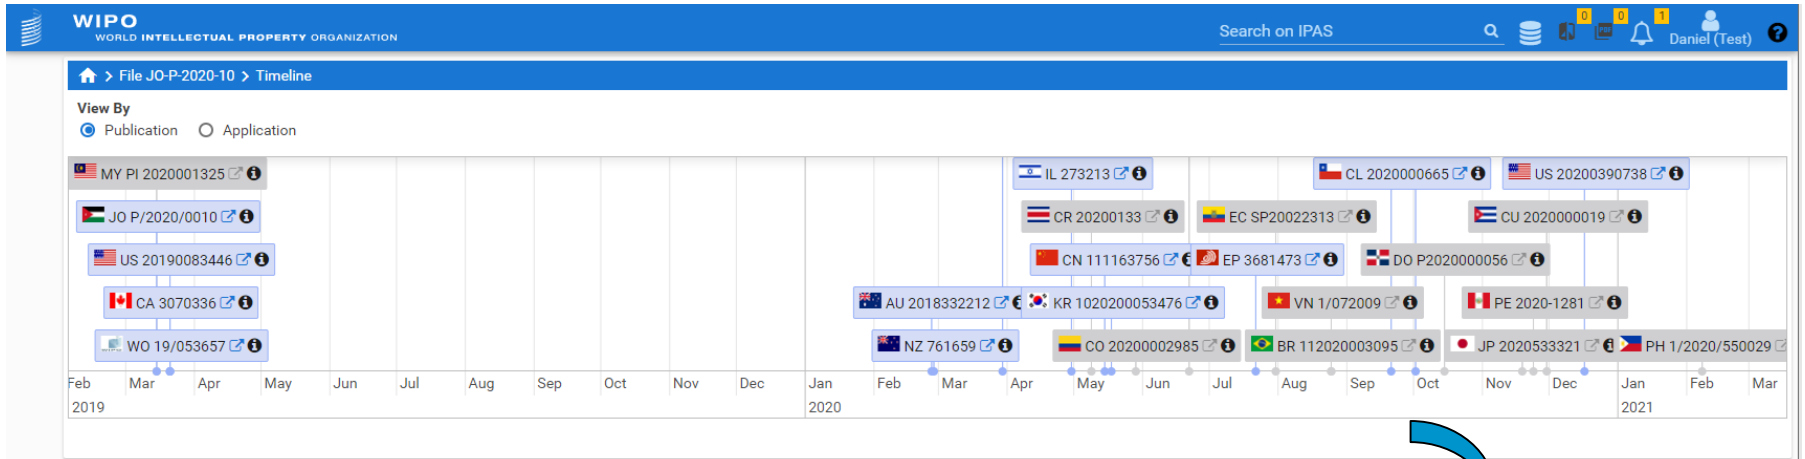 WIPO
WORLD INTELLECTUAL PROPERTY ORGANIZATION
Search on IPAS
0
0
1
Daniel (Test)
File JO-P-2020-10 > Timeline
View By
Publication
Application
MY PI 2020001325
IL 273213
CL 2020000665
US 20200390738
JO P/2020/0010
CR 20200133
EC SP20022313
CU 2020000019
US 20190083446
CN 111163756
EP 3681473
DO P2020000056
CA 3070336
AU 2018332212
KR 1020200053476
VN 1/072009
PE 2020-1281
WO 19/053657
NZ 761659
CO 20200002985
BR 112020003095
JP 2020533321
PH 1/2020/550029
Feb Mar Apr May Jun Jul Aug Sep Oct Nov Dec Jan Feb Mar Apr May Jun Jul Aug Sep Oct Nov Dec Jan Feb Mar
2019 2020 2021